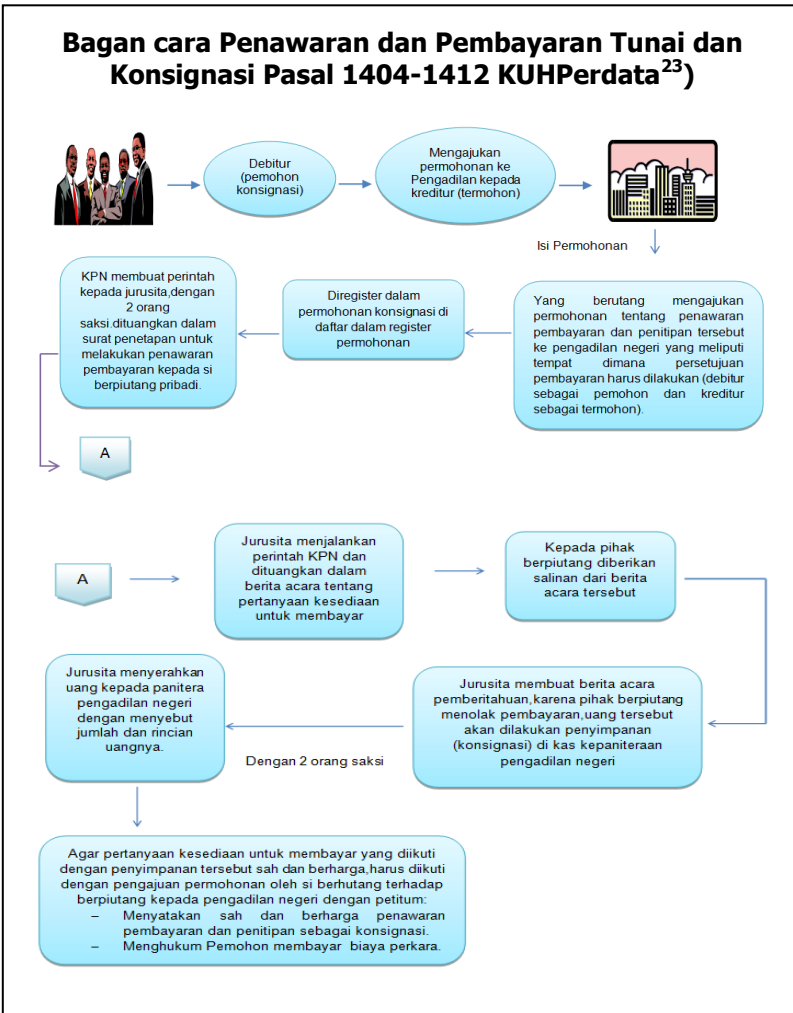 Bagan cara Penawaran dan Pembayaran Tunai dan
Konsignasi Pasal 1404-1412 KUHPerdata²³)
Debitur
(pemohon
konsignasi)
Mengajukan
permohonan ke
Pengadilan kepada
kreditur (termohon)
Isi Permohonan
Yang berutang mengajukan
permohonan tentang penawaran
pembayaran dan penitipan tersebut
ke pengadilan negeri yang meliputi
tempat dimana persetujuan
pembayaran harus dilakukan (debitur
sebagai pemohon dan kreditur
sebagai termohon).
Diregister dalam
permohonan konsignasi di
daftar dalam register
permohonan
KPN membuat perintah
kepada jurusita,dengan
2 orang
saksi.dituangkan dalam
surat penetapan untuk
melakukan penawaran
pembayaran kepada si
berpiutang pribadi.
A
A
Jurusita menjalankan
perintah KPN dan
dituangkan dalam
berita acara tentang
pertanyaan kesediaan
untuk membayar
Kepada pihak
berpiutang diberikan
salinan dari berita
acara tersebut
Jurusita membuat berita acara
pemberitahuan,karena pihak berpiutang
menolak pembayaran,uang tersebut
akan dilakukan penyimpanan
(konsignasi) di kas kepaniteraan
pengadilan negeri
Dengan 2 orang saksi
Jurusita menyerahkan
uang kepada panitera
pengadilan negeri
dengan menyebut
jumlah dan rincian
uangnya.
Agar pertanyaan kesediaan untuk membayar yang diikuti
dengan penyimpanan tersebut sah dan berharga,harus diikuti
dengan pengajuan permohonan oleh si berhutang terhadap
berpiutang kepada pengadilan negeri dengan petitum:
– Menyatakan sah dan berharga penawaran
pembayaran dan penitipan sebagai konsignasi.
– Menghukum Pemohon membayar biaya perkara.